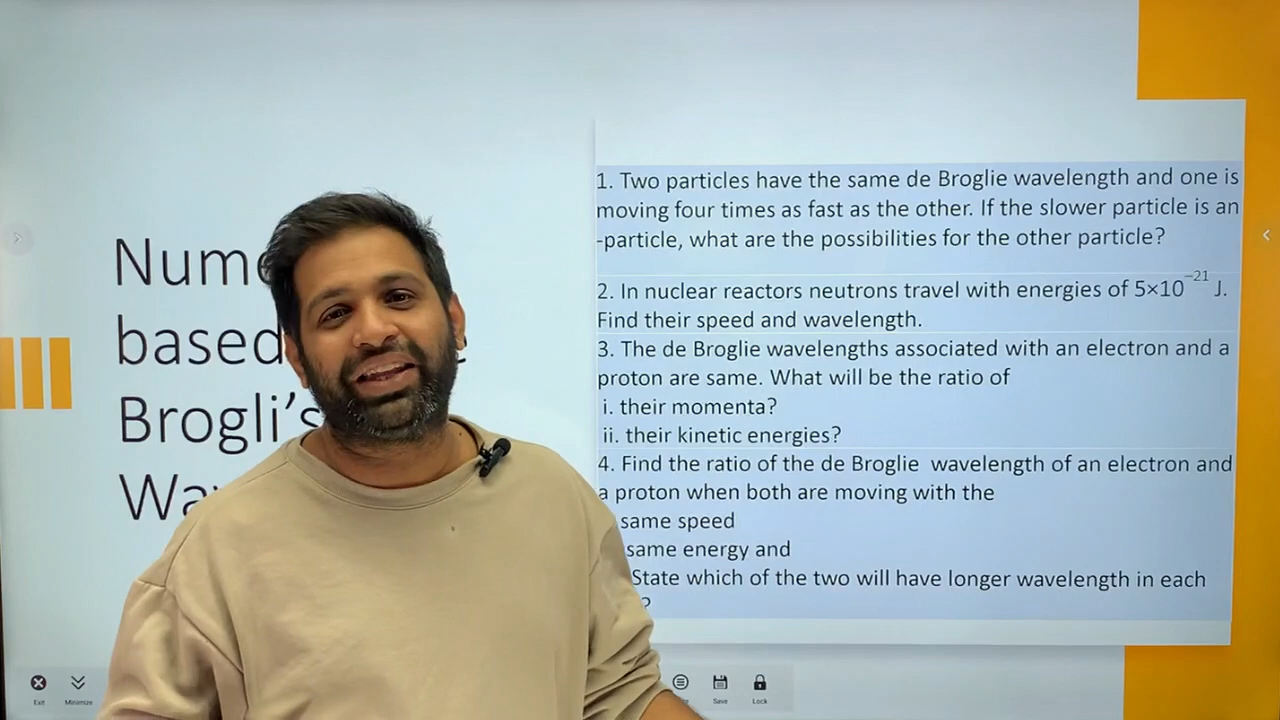 based
Brogli's
1. Two particles have the same de Broglie wavelength and one is
moving four times as fast as the other. If the slower particle is an
-particle, what are the possibilities for the other particle?
2. In nuclear reactors neutrons travel with energies of 5×10⁻²¹ J.
Find their speed and wavelength.
3. The de Broglie wavelengths associated with an electron and a
proton are same. What will be the ratio of
i. their momenta?
ii. their kinetic energies?
4. Find the ratio of the de Broglie wavelength of an electron and
a proton when both are moving with the
same speed
same energy and
State which of the two will have longer wavelength in each
?
Exit
Minimize
Save
Lock